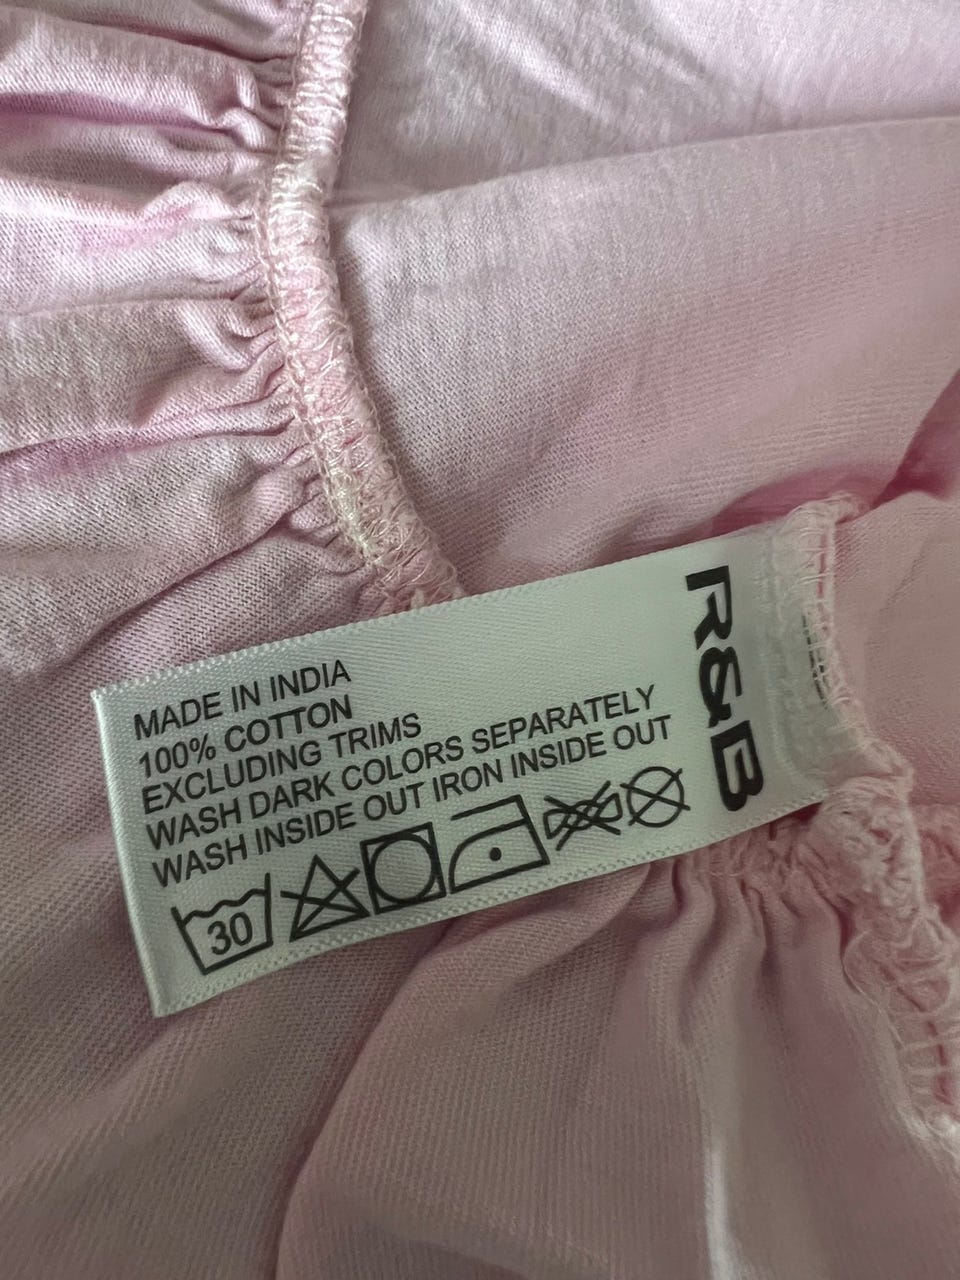 MADE IN INDIA
100% COTTON
EXCLUDING TRIMS
WASH DARK COLORS SEPARATELY
WASH INSIDE OUT IRON INSIDE OUT
30
R&B